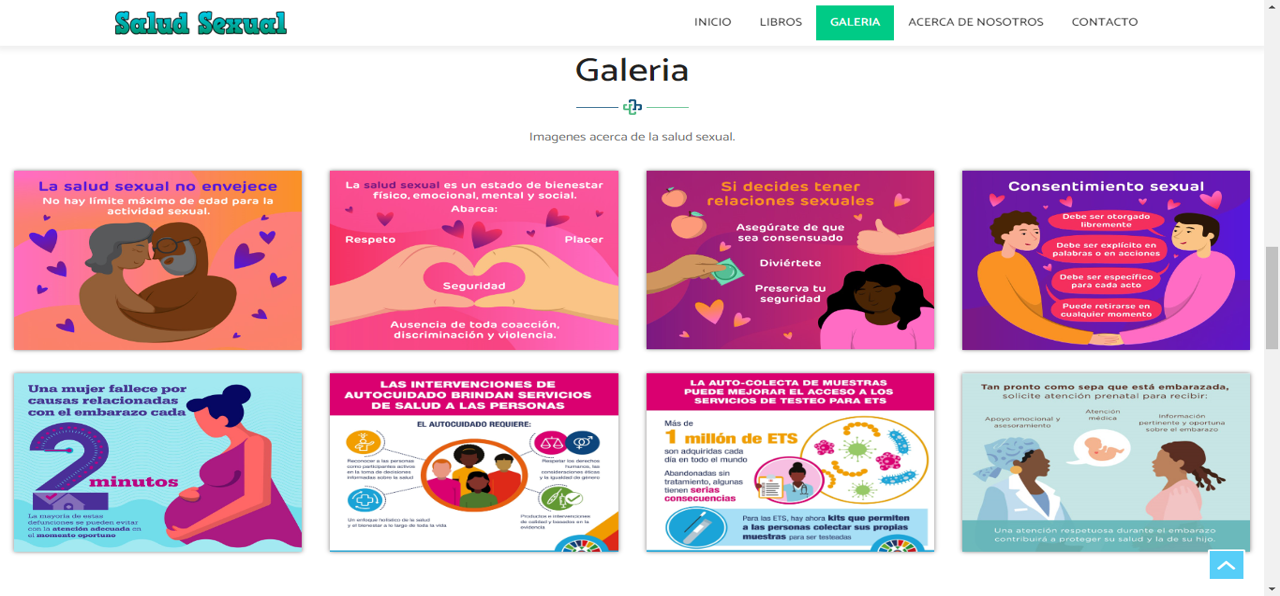 Salud Sexual
INICIO
LIBROS
GALERIA
ACERCA DE NOSOTROS
CONTACTO
Galeria
Imagenes acerca de la salud sexual.
La salud sexual no envejece
No hay límite máximo de edad para la
actividad sexual.
La salud sexual es un estado de bienestar
físico, emocional, mental y social.
Abarca:
Respeto
Placer
Seguridad
Ausencia de toda coacción,
discriminación y violencia.
Si decides tener
relaciones sexuales
Asegúrate de que
sea consensuado
Diviértete
Preserva tu
seguridad
Consentimiento sexual
Debe ser otorgado
libremente
Debe ser explícito en
palabras o en acciones
Debe ser específico
para cada acto
Puede retirarse en
cualquier momento
Una mujer fallece por
causas relacionadas
con el embarazo cada
2
minutos
La mayoría de estas
defunciones se pueden evitar
con la atención adecuada en
el momento oportuno
LAS INTERVENCIONES DE
AUTOCUIDADO BRINDAN SERVICIOS
DE SALUD A LAS PERSONAS
EL AUTOCUIDADO REQUIERE:
Reconocer a las personas
como participantes activos
en la toma de decisiones
informadas sobre la salud
Respetar los derechos
humanos, las
consideraciones éticas
y la igualdad de género
Un enfoque holístico de la salud
y el bienestar a lo largo de toda la vida
Productos e intervenciones
de calidad y basados en la
evidencia
LA AUTO-COLECTA DE MUESTRAS
PUEDE MEJORAR EL ACCESO A LOS
SERVICIOS DE TESTEO PARA ETS
Más de
1 millón de ETS
son adquiridas cada
día en todo el mundo
Abandonadas sin
tratamiento, algunas
tienen serias
consecuencias
Para las ETS, hay ahora kits que permiten
a las personas colectar sus propias
muestras para ser testeadas
Tan pronto como sepa que está embarazada,
solicite atención prenatal para recibir:
Apoyo emocional y
asesoramiento
Atención
médica
Información
pertinente y oportuna
sobre el embarazo
Una atención respetuosa durante el embarazo
contribuirá a proteger su salud y la de su hijo.